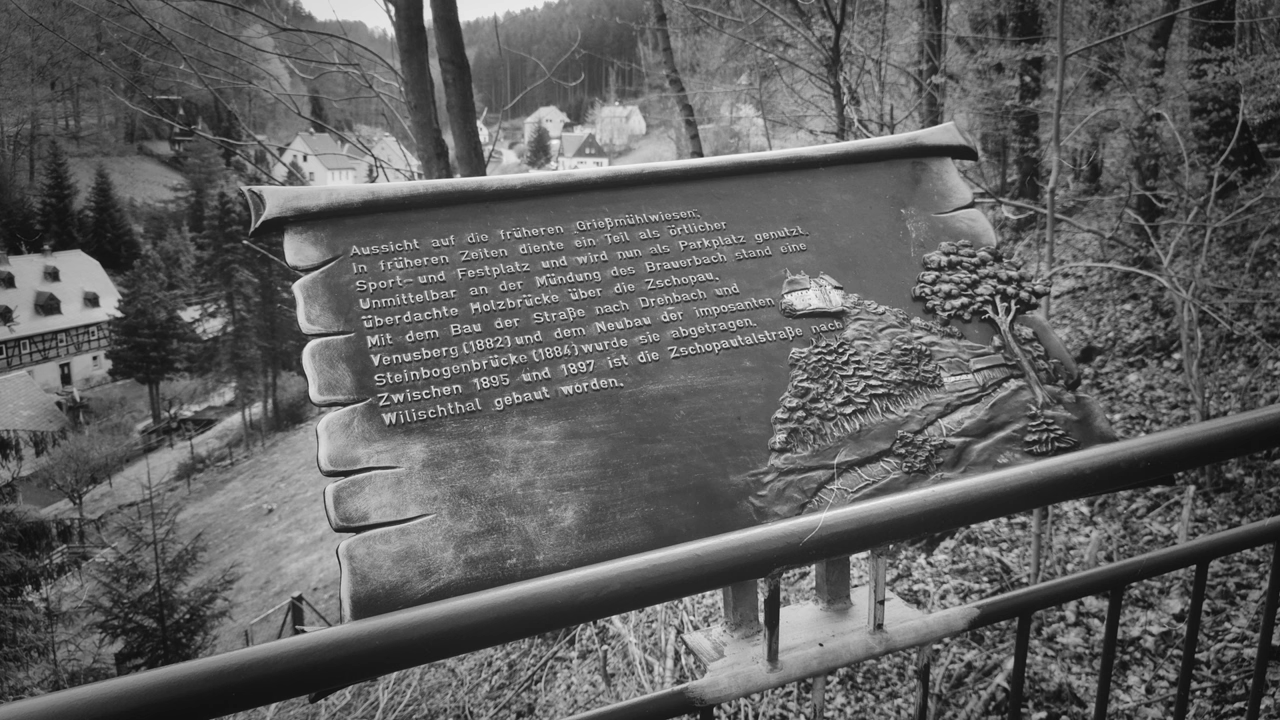 Aussicht auf die früheren Grießmühlwiesen;
In früheren Zeiten diente ein Teil als örtlicher
Sport- und Festplatz und wird nun als Parkplatz genutzt.
Unmittelbar an der Mündung des Brauerbach stand eine
überdachte Holzbrücke über die Zschopau.
Mit dem Bau der Straße nach Drehbach und
Venusberg (1882) und dem Neubau der imposanten
Steinbogenbrücke (1884) wurde sie abgetragen.
Zwischen 1895 und 1897 ist die Zschopautalstraße nach
Wilischthal gebaut worden.